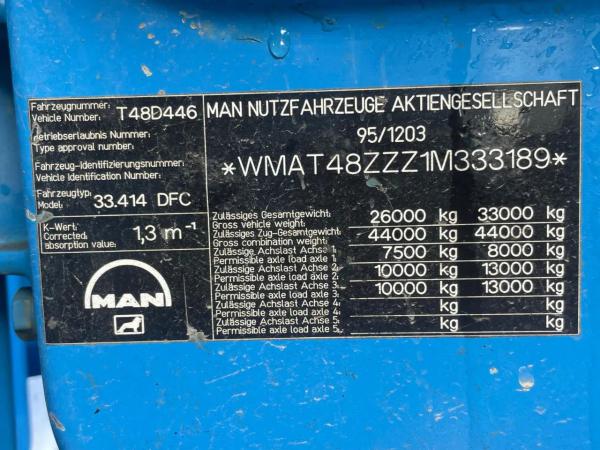 Fahrzeugnummer:
Vehicle Number: T48D446
Betriebserlaubnis Nummer:
Type approval number:
Fahrzeug-Identifizierungsnummer:
Vehicle Identification Number:
Fahrzeugtyp:
Model: 33.414 DFC
K-Wert:
Corrected
absorption value: 1,3 m⁻¹
MAN
MAN NUTZFAHRZEUGE AKTIENGESELLSCHAFT
95/1203
*WMAT48ZZZ1M333189*
Zulässiges Gesamtgewicht:
Gross vehicle weight: 26000 kg 33000 kg
Zulässiges Zug-Gesamtgewicht:
Gross combination weight: 44000 kg 44000 kg
Zulässige Achslast Achse 1:
Permissible axle load axle 1: 7500 kg 8000 kg
Zulässige Achslast Achse 2:
Permissible axle load axle 2: 10000 kg 13000 kg
Zulässige Achslast Achse 3:
Permissible axle load axle 3: 10000 kg 13000 kg
Zulässige Achslast Achse 4:
Permissible axle load axle 4: kg kg
Zulässige Achslast Achse 5:
Permissible axle load axle 5: kg kg